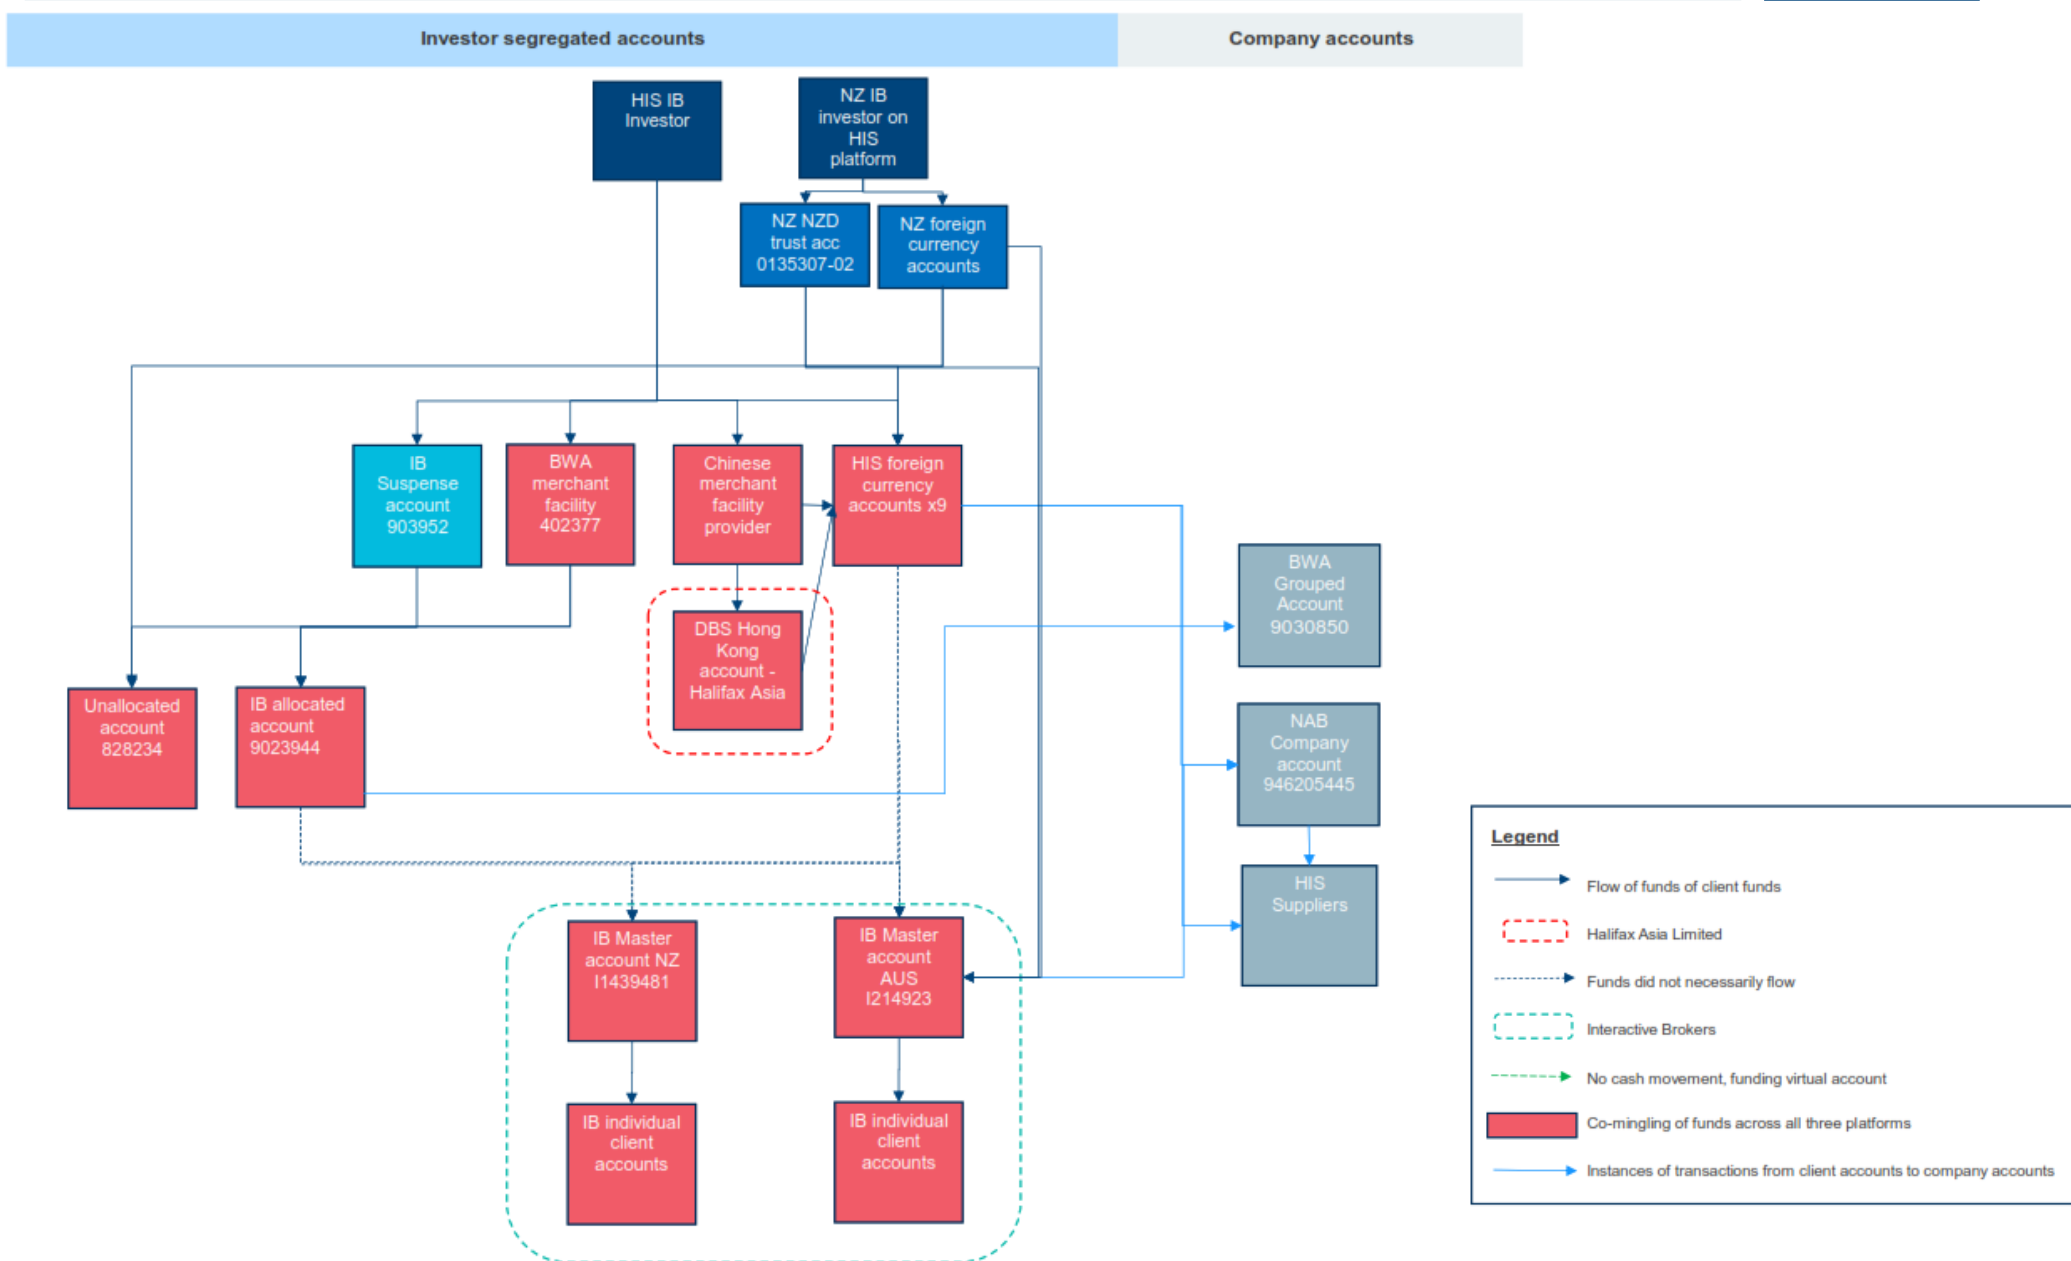 Investor segregated accounts
Company accounts
HIS IB
Investor
NZ IB
investor on
HIS
platform
NZ NZD
trust acc
0135307-02
NZ foreign
currency
accounts
IB
Suspense
account
903952
BWA
merchant
facility
402377
Chinese
merchant
facility
provider
HIS foreign
currency
accounts x9
BWA
Grouped
Account
9030850
DBS Hong
Kong
account -
Halifax Asia
Unallocated
account
828234
IB allocated
account
9023944
NAB
Company
account
946205445
HIS
Suppliers
IB Master
account NZ
I1439481
IB Master
account
AUS
I214923
IB individual
client
accounts
IB individual
client
accounts
Legend
Flow of funds of client funds
Halifax Asia Limited
Funds did not necessarily flow
Interactive Brokers
No cash movement, funding virtual account
Co-mingling of funds across all three platforms
Instances of transactions from client accounts to company accounts